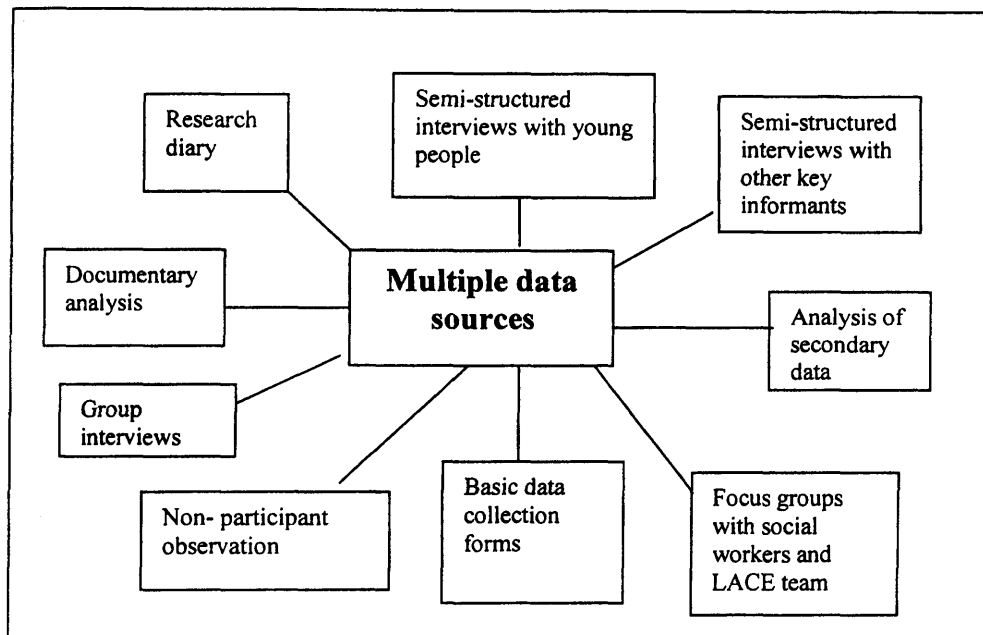 Research
diary
Semi-structured
interviews with young
people
Semi-structured
interviews with
other key
informants
Documentary
analysis
Multiple data
sources
Analysis of
secondary
data
Group
interviews
Non- participant
observation
Basic data
collection
forms
Focus groups
with social
workers and
LACE team